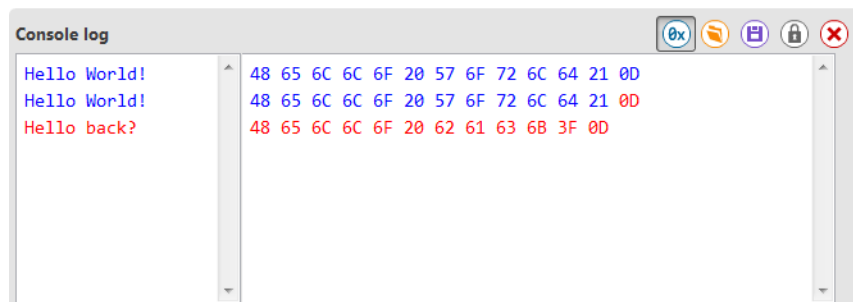 Console log
0x
Hello World! 48 65 6C 6C 6F 20 57 6F 72 6C 64 21 0D
Hello World! 48 65 6C 6C 6F 20 57 6F 72 6C 64 21 0D
Hello back? 48 65 6C 6C 6F 20 62 61 63 6B 3F 0D